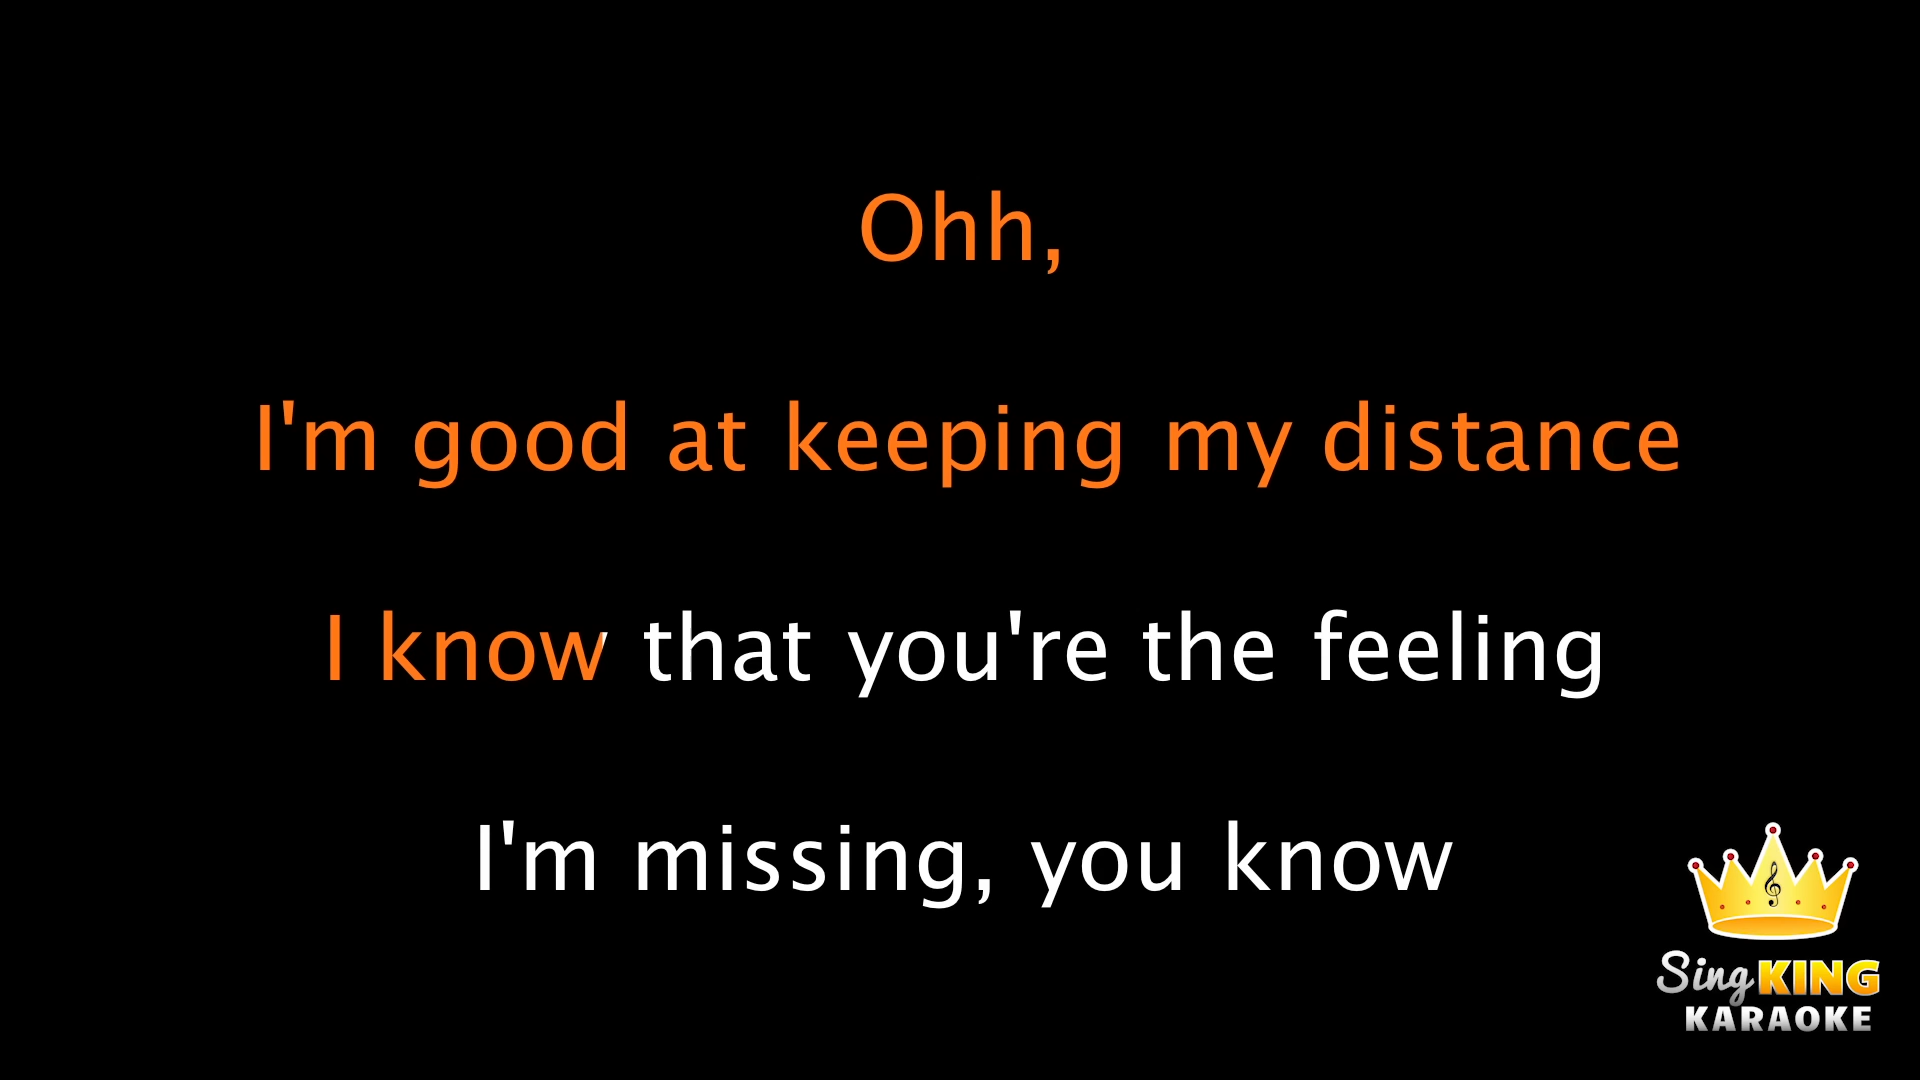 Ohh,
I'm good at keeping my distance
I know that you're the feeling
I'm missing, you know
Sing KING
KARAOKE